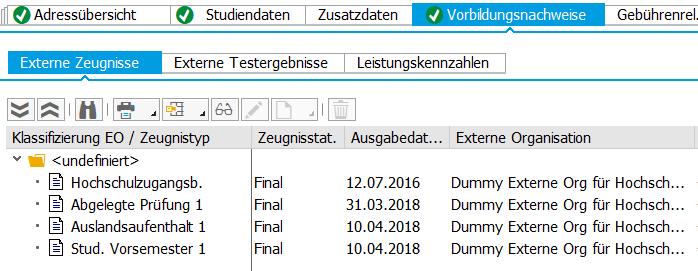 Adressübersicht Studiendaten Zusatzdaten Vorbildungsnachweise Gebührenrel.
Externe Zeugnisse Externe Testergebnisse Leistungskennzahlen
Klassifizierung EO / Zeugnistyp Zeugnisstat. Ausgabedat... Externe Organisation
<undefiniert>
Hochschulzugangsb. Final 12.07.2016 Dummy Externe Org für Hochsch...
Abgelegte Prüfung 1 Final 31.03.2018 Dummy Externe Org für Hochsch...
Auslandsaufenthalt 1 Final 10.04.2018 Dummy Externe Org für Hochsch...
Stud. Vorsemester 1 Final 10.04.2018 Dummy Externe Org für Hochsch...